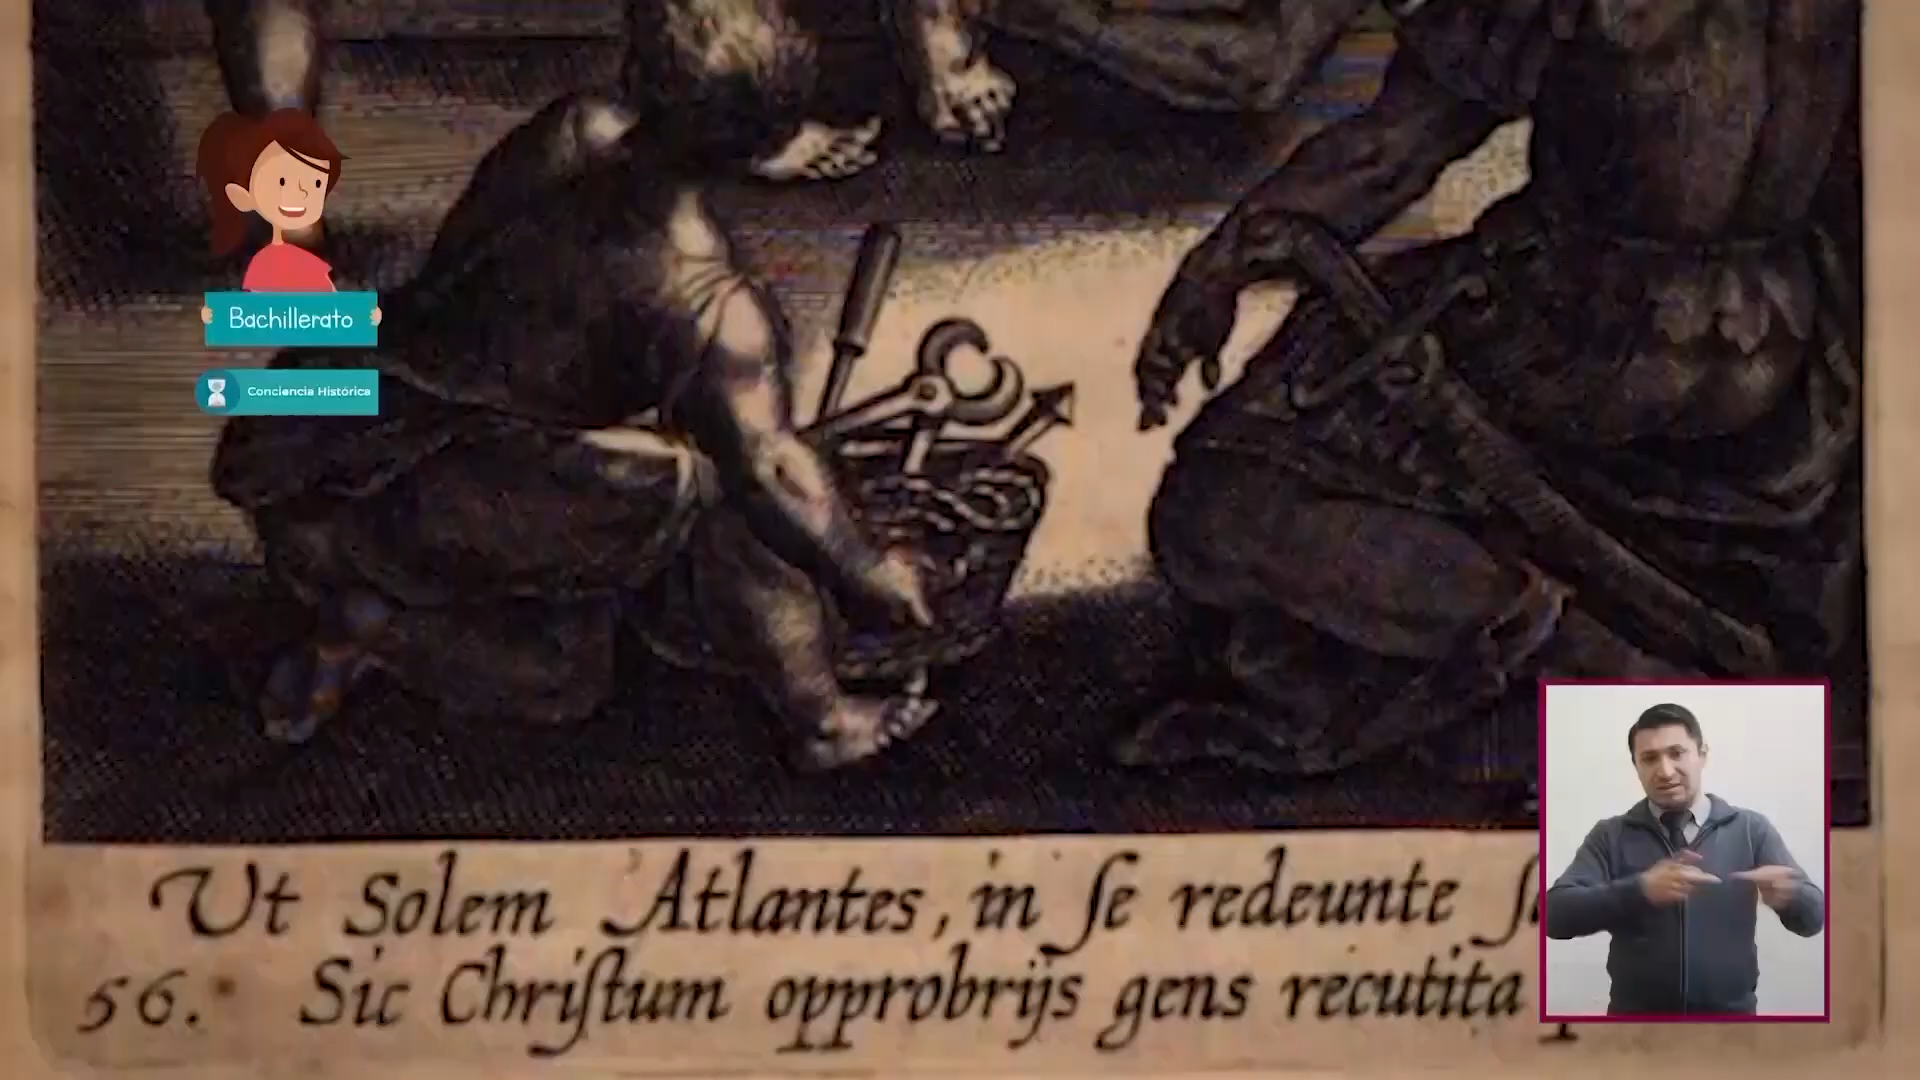 Bachillerato
Conciencia Histórica
Ut Solem Atlantes, in ſe redeunte
56. Sic Chriſtum opprobrijs gens recutita